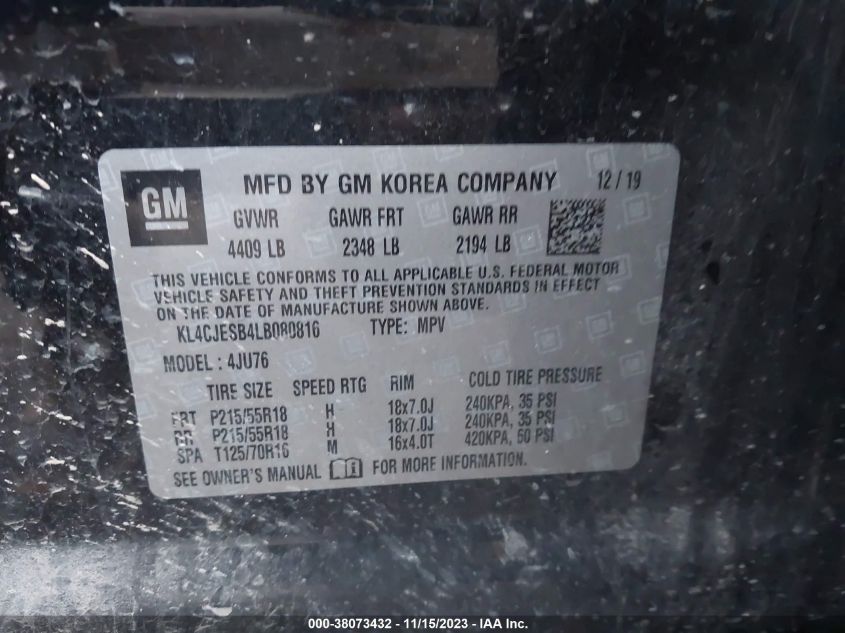 GM
MFD BY GM KOREA COMPANY 12 / 19
GVWR GAWR FRT GAWR RR
4409 LB 2348 LB 2194 LB
THIS VEHICLE CONFORMS TO ALL APPLICABLE U.S. FEDERAL MOTOR
VEHICLE SAFETY AND THEFT PREVENTION STANDARDS IN EFFECT
ON THE DATE OF MANUFACTURE SHOWN ABOVE.
KL4CJESB4LB080816 TYPE: MPV
MODEL : 4JU76
TIRE SIZE SPEED RTG RIM COLD TIRE PRESSURE
FRT P215/55R18 H 18x7.0J 240KPA, 35 PSI
RR P215/55R18 H 18x7.0J 240KPA, 35 PSI
SPA T125/70R16 M 16x4.0T 420KPA, 60 PSI
SEE OWNER'S MANUAL FOR MORE INFORMATION.
000-38073432 - 11/15/2023 - IAA Inc.